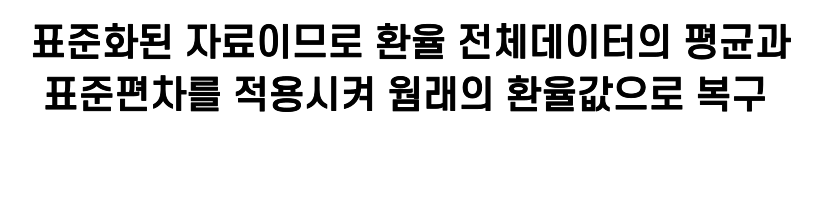 표준화된 자료이므로 환율 전체데이터의 평균과
표준편차를 적용시켜 웜래의 환율값으로 복구